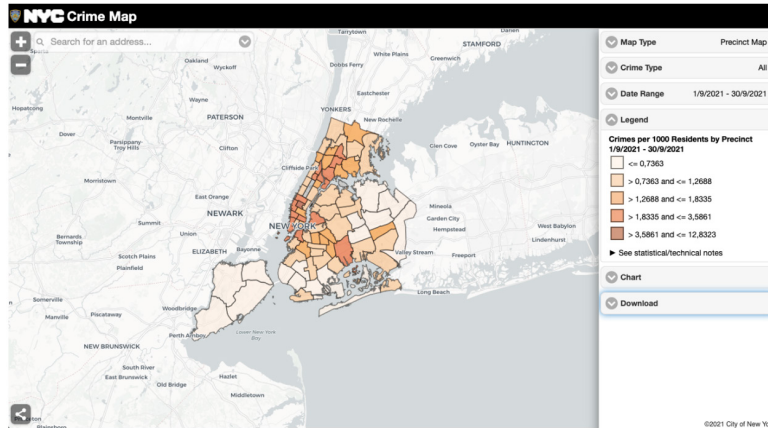 NYC Crime Map
Search for an address...
Tarrytown
Darien
STAMFORD
White Plains
Greenwich
Oakland
Wyckoff
Dobbs Ferry
Eastchester
Wayne
YONKERS
Hopatcong
PATERSON
New Rochelle
Montville
Dover
Parsippany-
Troy Hills
Clifton
Glen Cove
Oyster Bay
HUNTINGTON
Cliffside Park
Morristown
East Orange
Mineola
NEWARK
Garden City
Summit
NEW YORK
Hempstead
West Babylon
Bernards
Township
Union
Lindenhurst
ELIZABETH
Bayonne
Valley Stream
Freeport
Scotch Plains
Plainfield
Long Beach
Somerville
Woodbridge
Manville
Piscataway
Perth Amboy
Lower New York
Bay
NEW BRUNSWICK
South River
East Brunswick
Hazlet
Old Bridge
Middletown
Plainsboro
Map Type Precinct Map
Crime Type All
Date Range 1/9/2021 - 30/9/2021
Legend
Crimes per 1000 Residents by Precinct
1/9/2021 - 30/9/2021
<= 0,7363
> 0,7363 and <= 1,2688
> 1,2688 and <= 1,8335
> 1,8335 and <= 3,5861
> 3,5861 and <= 12,8323
► See statistical/technical notes
Chart
Download
©2021 City of New Yo